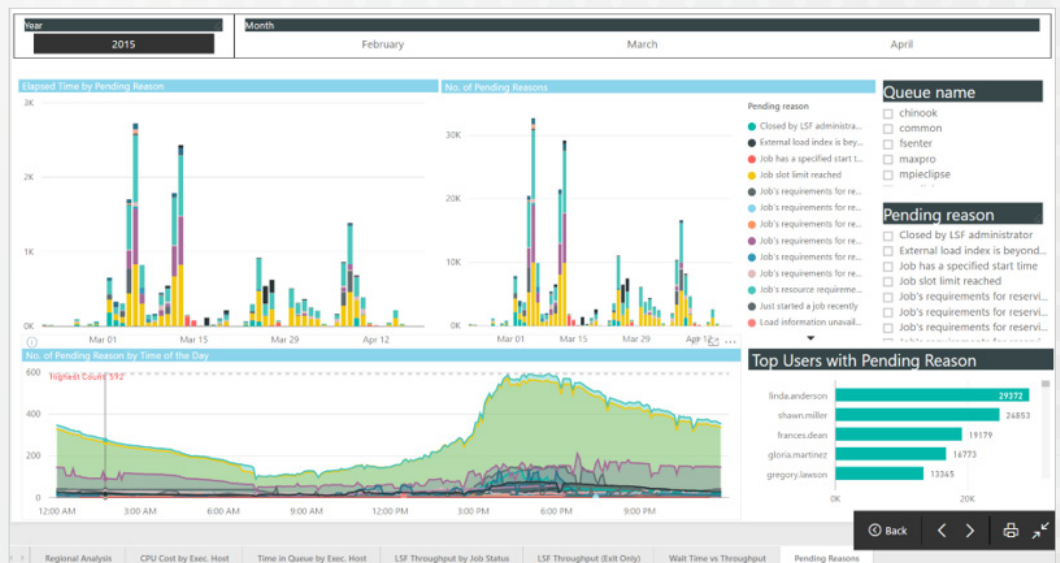 Year
Month
2015
February
March
April
Elapsed Time by Pending Reason
3K
2K
1K
0K
Mar 01
Mar 15
Mar 29
Apr 12
No. of Pending Reasons
30K
20K
10K
0K
Mar 01
Mar 15
Mar 29
Pending reason
Closed by LSF administra...
External load index is bey...
Job has a specified start t...
Job slot limit reached
Job's requirements for re...
Job's requirements for re...
Job's requirements for re...
Job's requirements for re...
Job's requirements for re...
Job's requirements for re...
Job's resource requireme...
Just started a job recently
Load information unavail...
Queue name
chinook
common
fsenter
maxpro
mpieclipse
Pending reason
Closed by LSF administrator
External load index is beyond...
Job has a specified start time
Job slot limit reached
Job's requirements for reservi...
Job's requirements for reservi...
Job's requirements for reservi...
No. of Pending Reason by Time of the Day
600
400
200
0
Highest Count: 592
12:00 AM
3:00 AM
6:00 AM
9:00 AM
12:00 PM
3:00 PM
6:00 PM
9:00 PM
Top Users with Pending Reason
linda.anderson
29372
shawn.miller
24853
frances.dean
19179
gloria.martinez
16773
gregory.lawson
13345
0K
20K
Back
Regional Analysis
CPU Cost by Exec. Host
Time in Queue by Exec. Host
LSF Throughput by Job Status
LSF Throughput (Exit Only)
Wait Time vs Throughput
Pending Reasons